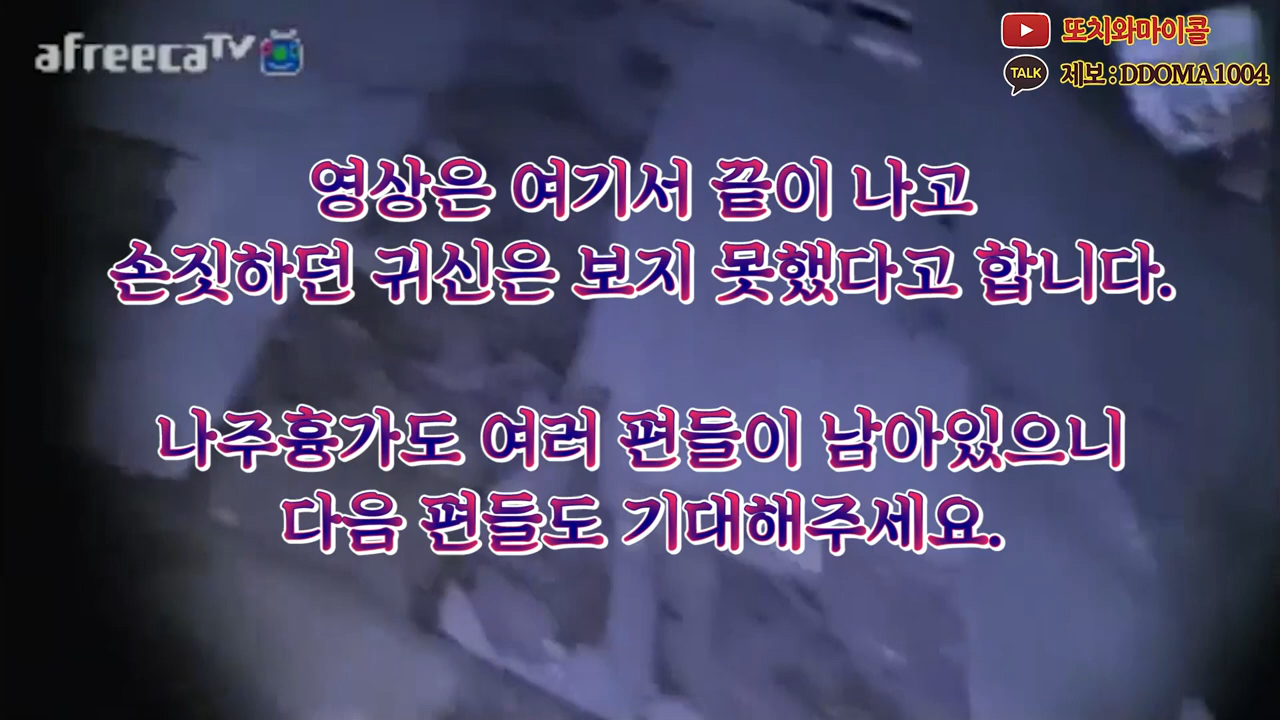 afreecaTV
또치와마이콜
TALK
제보 : DDOMA1004
영상은 여기서 끝이 나고
손짓하던 귀신은 보지 못했다고 합니다.
나주흉가도 여러 편들이 남아있으니
다음 편들도 기대해주세요.